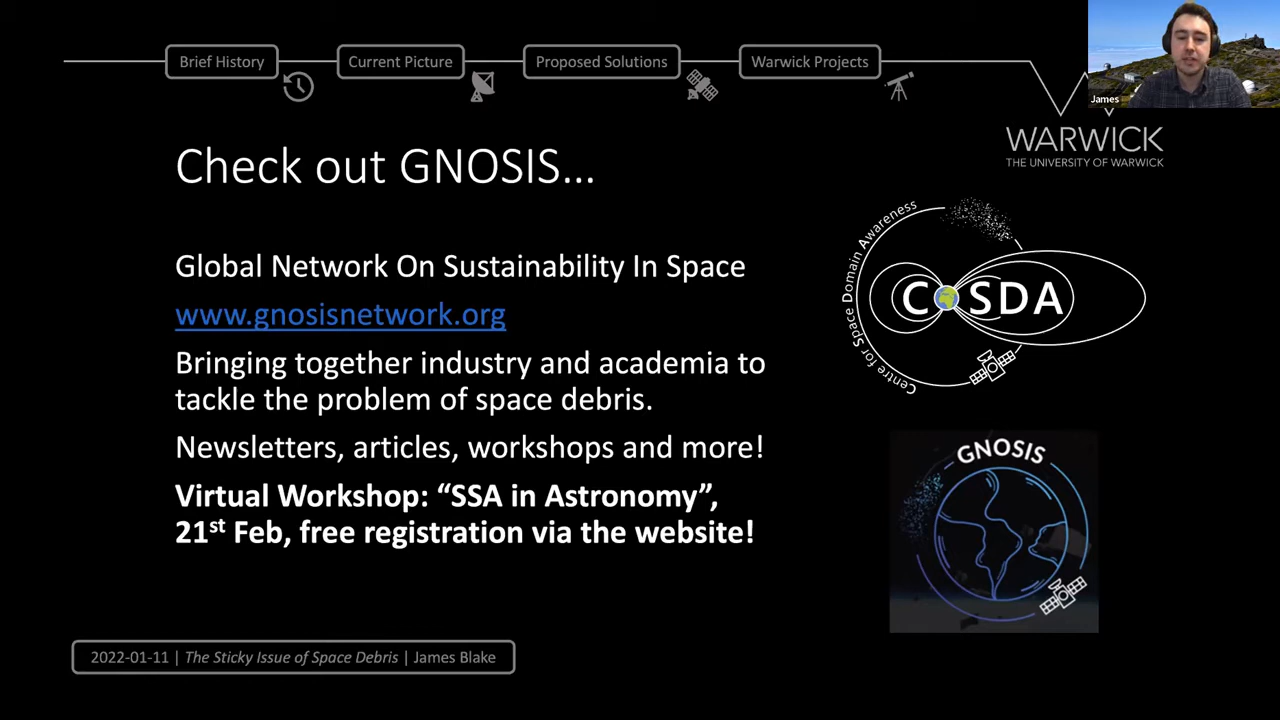 Brief History
Current Picture
Proposed Solutions
Warwick Projects
James
WARWICK
THE UNIVERSITY OF WARWICK
Check out GNOSIS...
Global Network On Sustainability In Space
www.gnosisnetwork.org
Bringing together industry and academia to
tackle the problem of space debris.
Newsletters, articles, workshops and more!
Virtual Workshop: “SSA in Astronomy”,
21st Feb, free registration via the website!
Centre for Space Domain Awareness
C SDA
GNOSIS
2022-01-11 | The Sticky Issue of Space Debris | James Blake